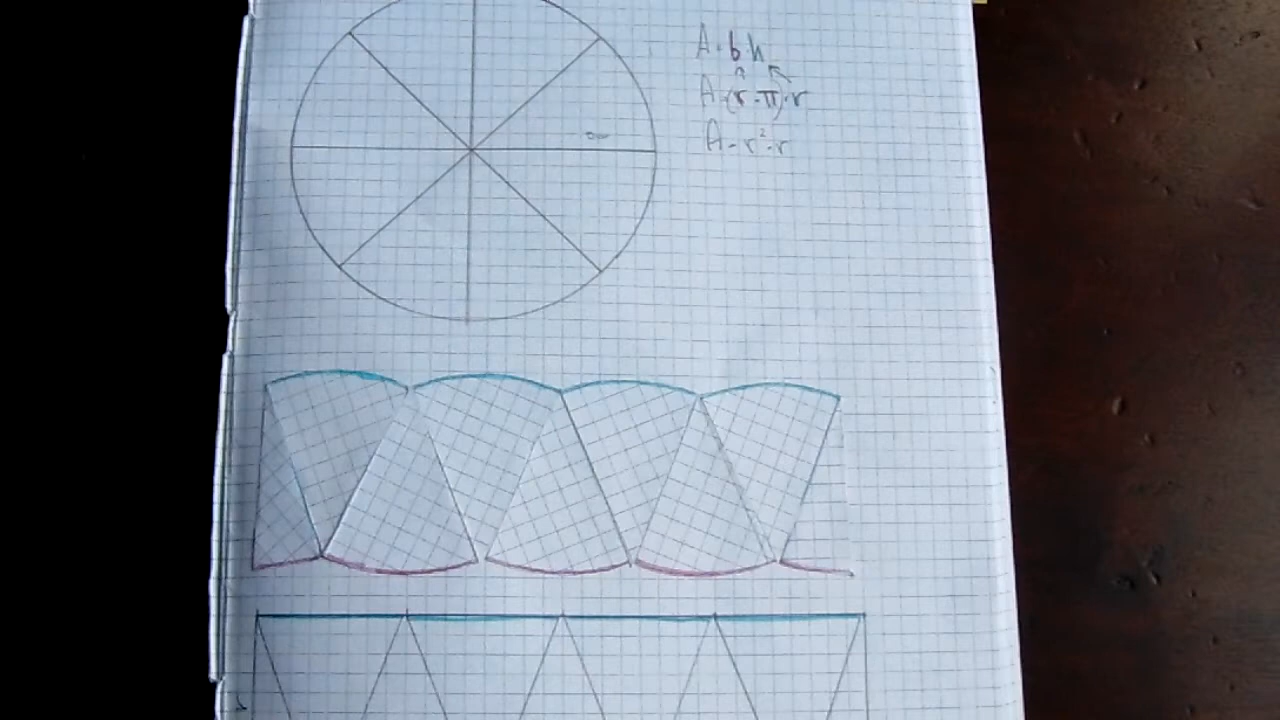 A = b·h
A = (r·π)·r
A = r²·r